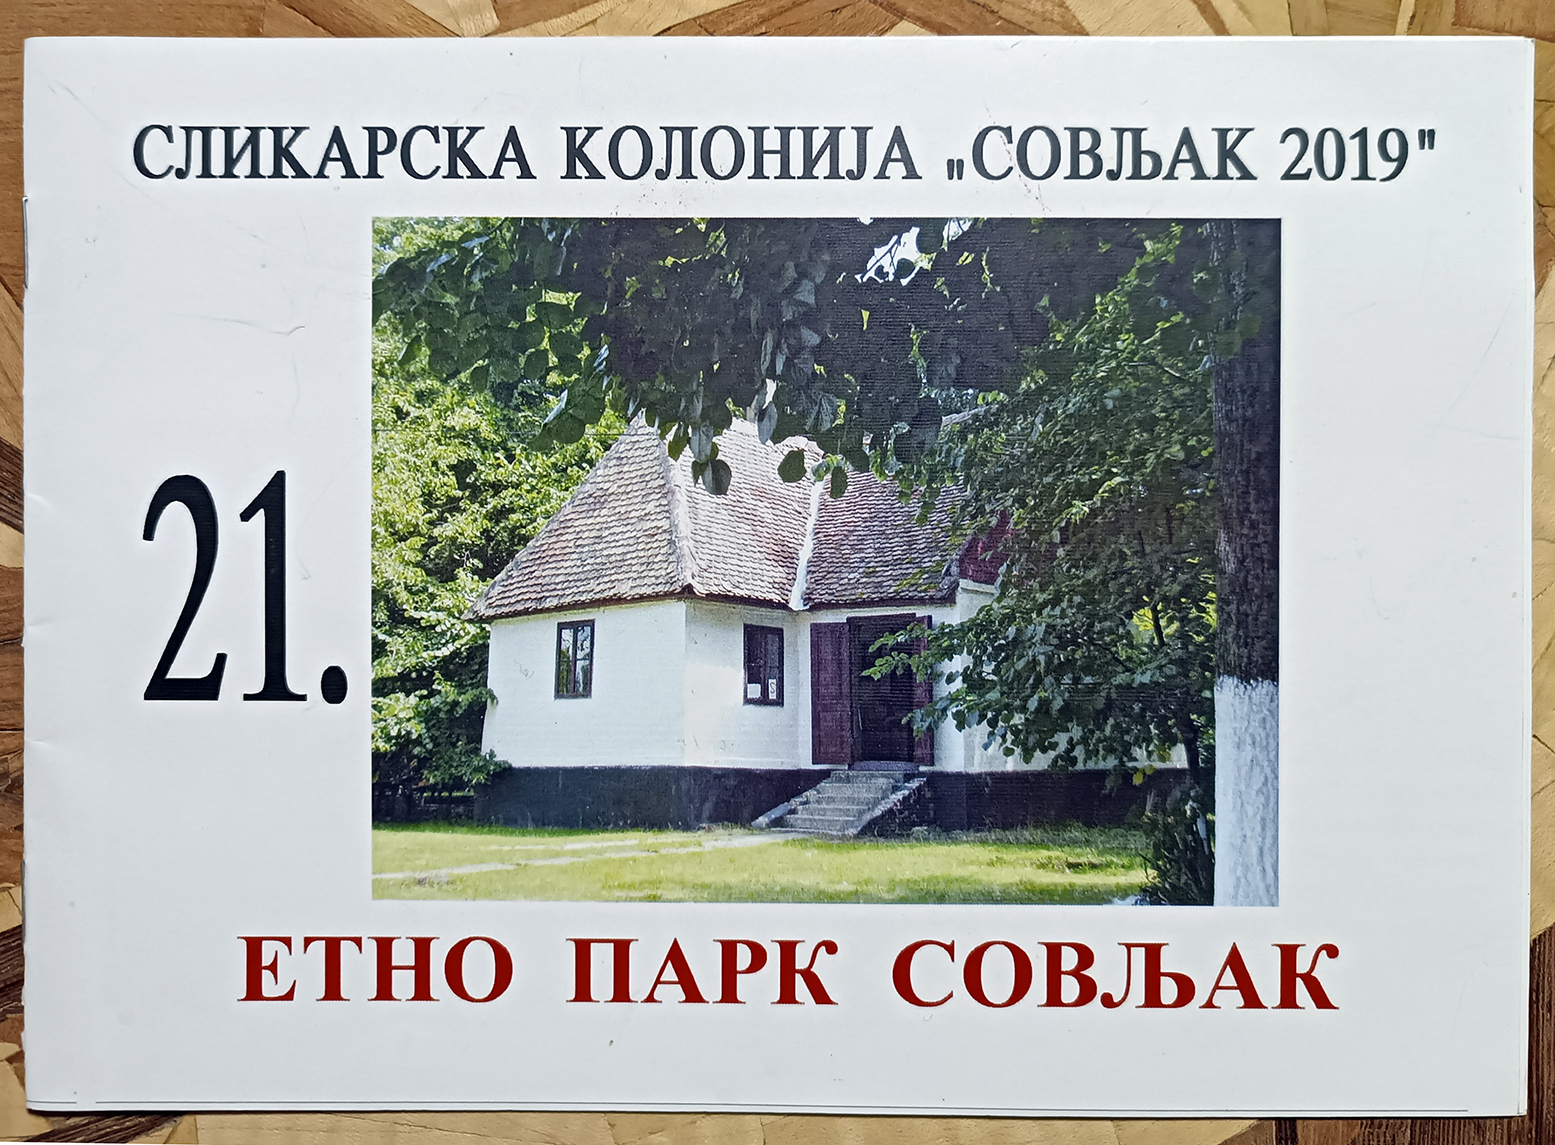 СЛИКАРСКА КОЛОНИЈА „СОВЉАК 2019"
21.
ЕТНО ПАРК СОВЉАК